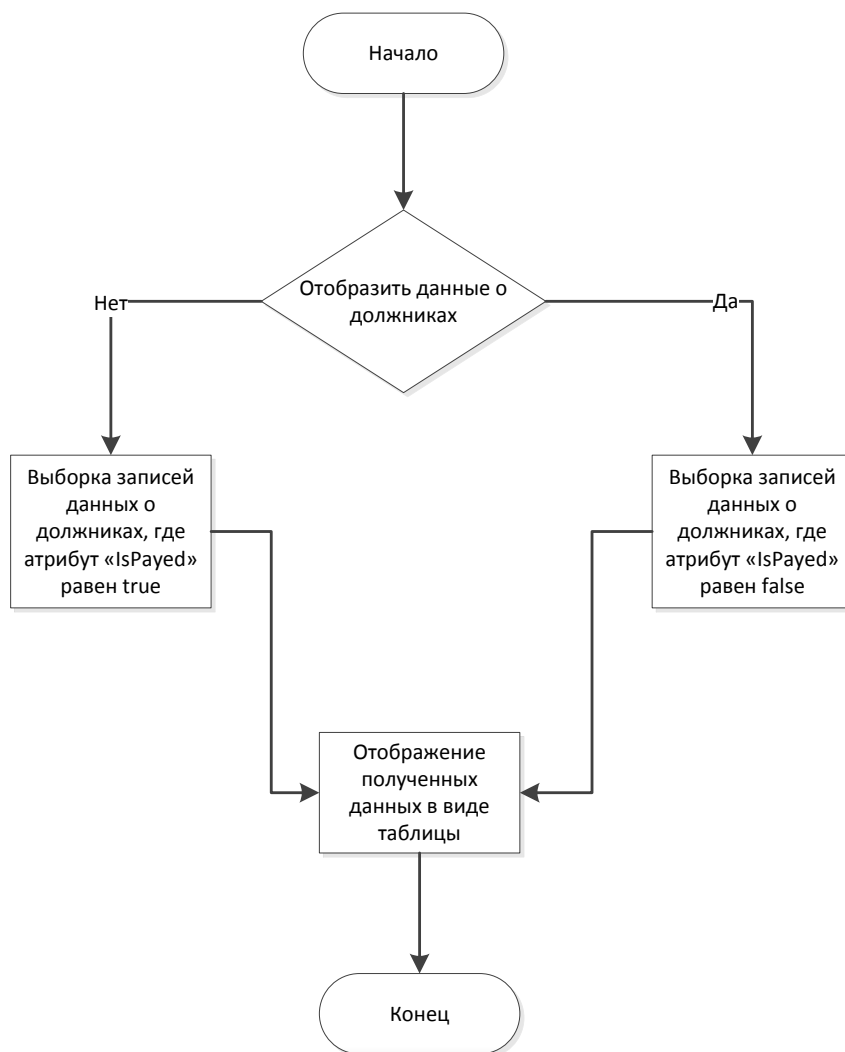 Начало
Отобразить данные о
должниках
Нет
Да
Выборка записей
данных о
должниках, где
атрибут «IsPayed»
равен true
Выборка записей
данных о
должниках, где
атрибут «IsPayed»
равен false
Отображение
полученных
данных в виде
таблицы
Конец